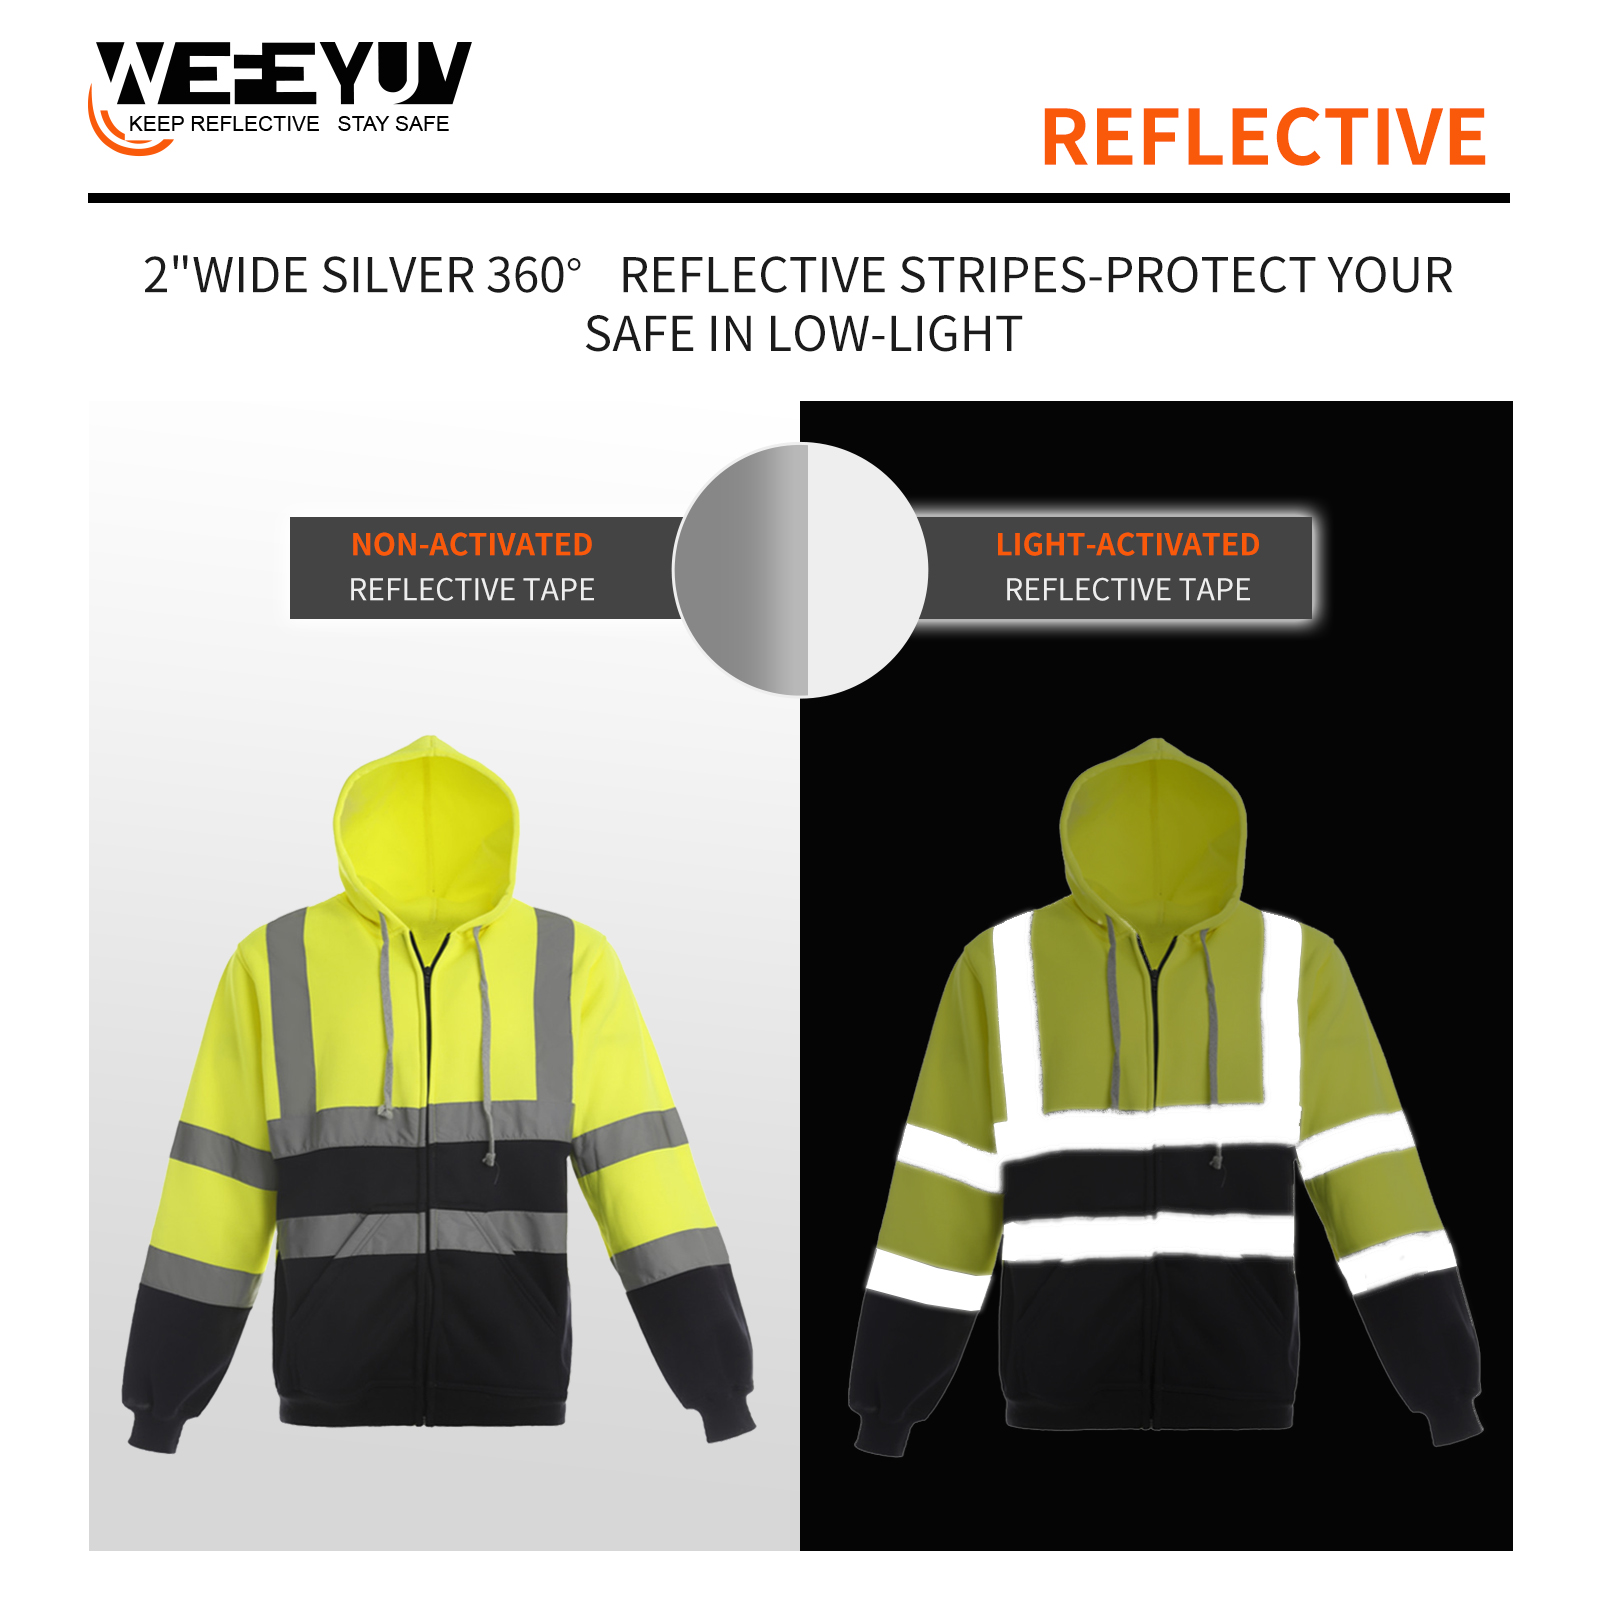 WEFEYUV
KEEP REFLECTIVE STAY SAFE
REFLECTIVE
2"WIDE SILVER 360° REFLECTIVE STRIPES-PROTECT YOUR
SAFE IN LOW-LIGHT
NON-ACTIVATED
REFLECTIVE TAPE
LIGHT-ACTIVATED
REFLECTIVE TAPE